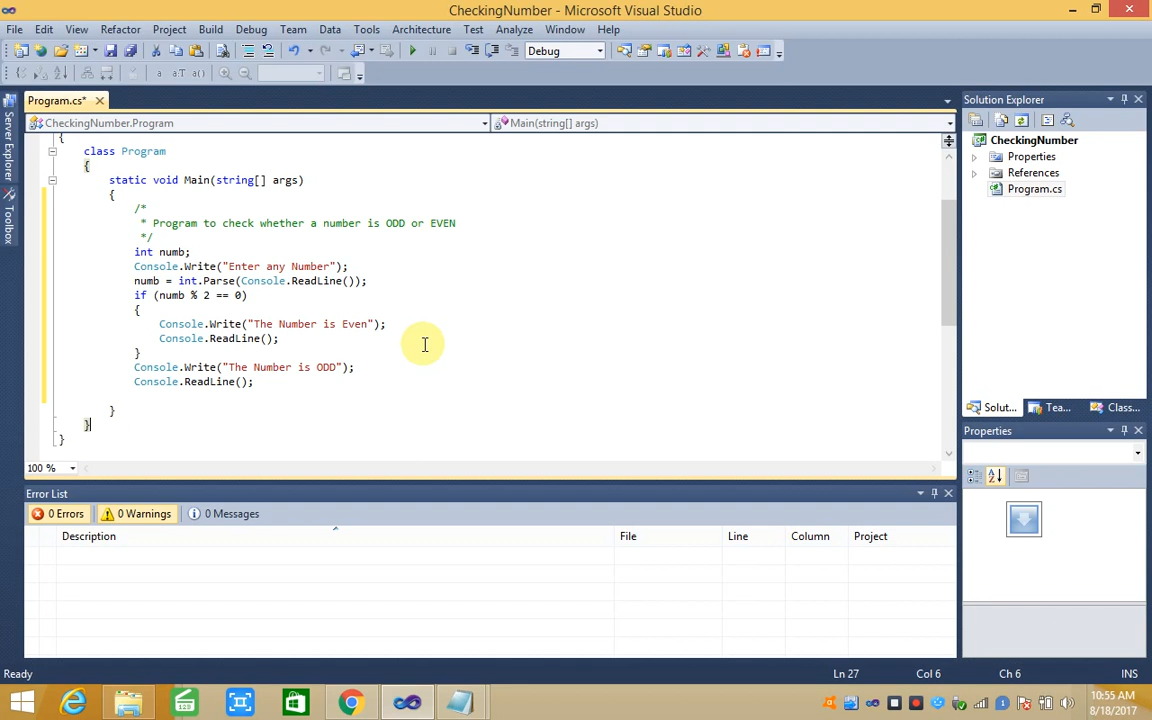 CheckingNumber - Microsoft Visual Studio
File Edit View Refactor Project Build Debug Team Data Tools Architecture Test Analyze Window Help
Debug
Program.cs*
CheckingNumber.Program
Main(string[] args)
{
class Program
{
static void Main(string[] args)
{
/*
* Program to check whether a number is ODD or EVEN
*/
int numb;
Console.Write("Enter any Number");
numb = int.Parse(Console.ReadLine());
if (numb % 2 == 0)
{
Console.Write("The Number is Even");
Console.ReadLine();
}
Console.Write("The Number is ODD");
Console.ReadLine();
}
}
}
100 %
Server Explorer
Toolbox
Solution Explorer
CheckingNumber
Properties
References
Program.cs
Solut... Tea... Class...
Properties
Error List
0 Errors 0 Warnings 0 Messages
Description File Line Column Project
Ready Ln 27 Col 6 Ch 6 INS
10:55 AM
8/18/2017